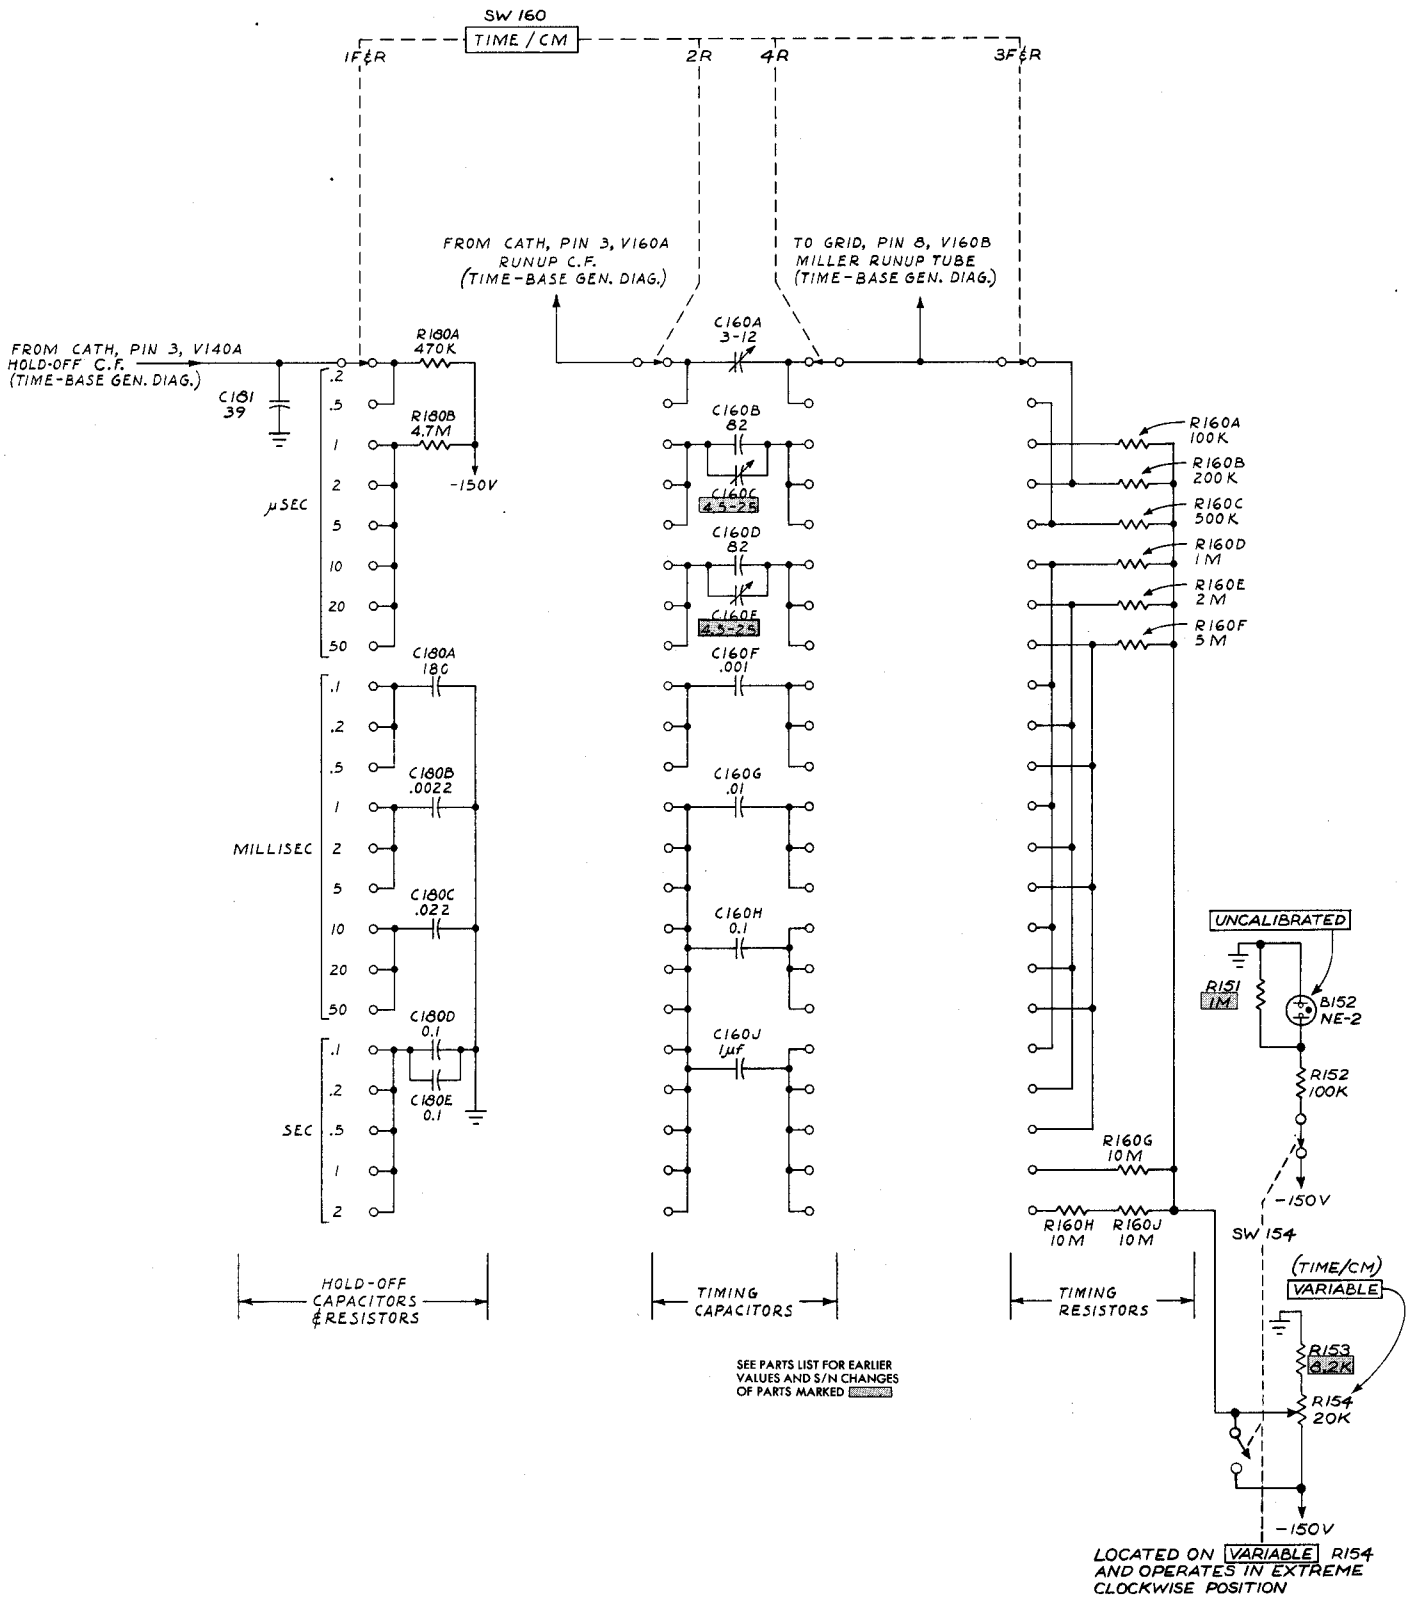 SW 160
TIME / CM
1F&R
2R
4R
3F&R
FROM CATH, PIN 3, V160A
RUNUP C.F.
(TIME-BASE GEN. DIAG.)
TO GRID, PIN 8, V160B
MILLER RUNUP TUBE
(TIME-BASE GEN. DIAG.)
FROM CATH, PIN 3, V140A
HOLD-OFF C.F.
(TIME-BASE GEN. DIAG.)
C181
39
R180A
470K
R180B
4.7M
-150V
µSEC
.2
.5
1
2
5
10
20
50
MILLISEC
.1
.2
.5
1
2
5
10
20
50
SEC
.1
.2
.5
1
2
C180A
180
C180B
.0022
C180C
.022
C180D
0.1
C180E
0.1
C160A
3-12
C160B
82
C160C
4.5-25
C160D
82
C160E
4.5-25
C160F
.001
C160G
.01
C160H
0.1
C160J
1µf
R160A
100K
R160B
200K
R160C
500K
R160D
1M
R160E
2M
R160F
5M
R160G
10M
R160H
10M
R160J
10M
UNCALIBRATED
R151
1M
B152
NE-2
R152
100K
-150V
SW 154
(TIME/CM)
VARIABLE
R153
8.2K
R154
20K
-150V
HOLD-OFF
CAPACITORS
& RESISTORS
TIMING
CAPACITORS
TIMING
RESISTORS
SEE PARTS LIST FOR EARLIER
VALUES AND S/N CHANGES
OF PARTS MARKED
LOCATED ON VARIABLE R154
AND OPERATES IN EXTREME
CLOCKWISE POSITION